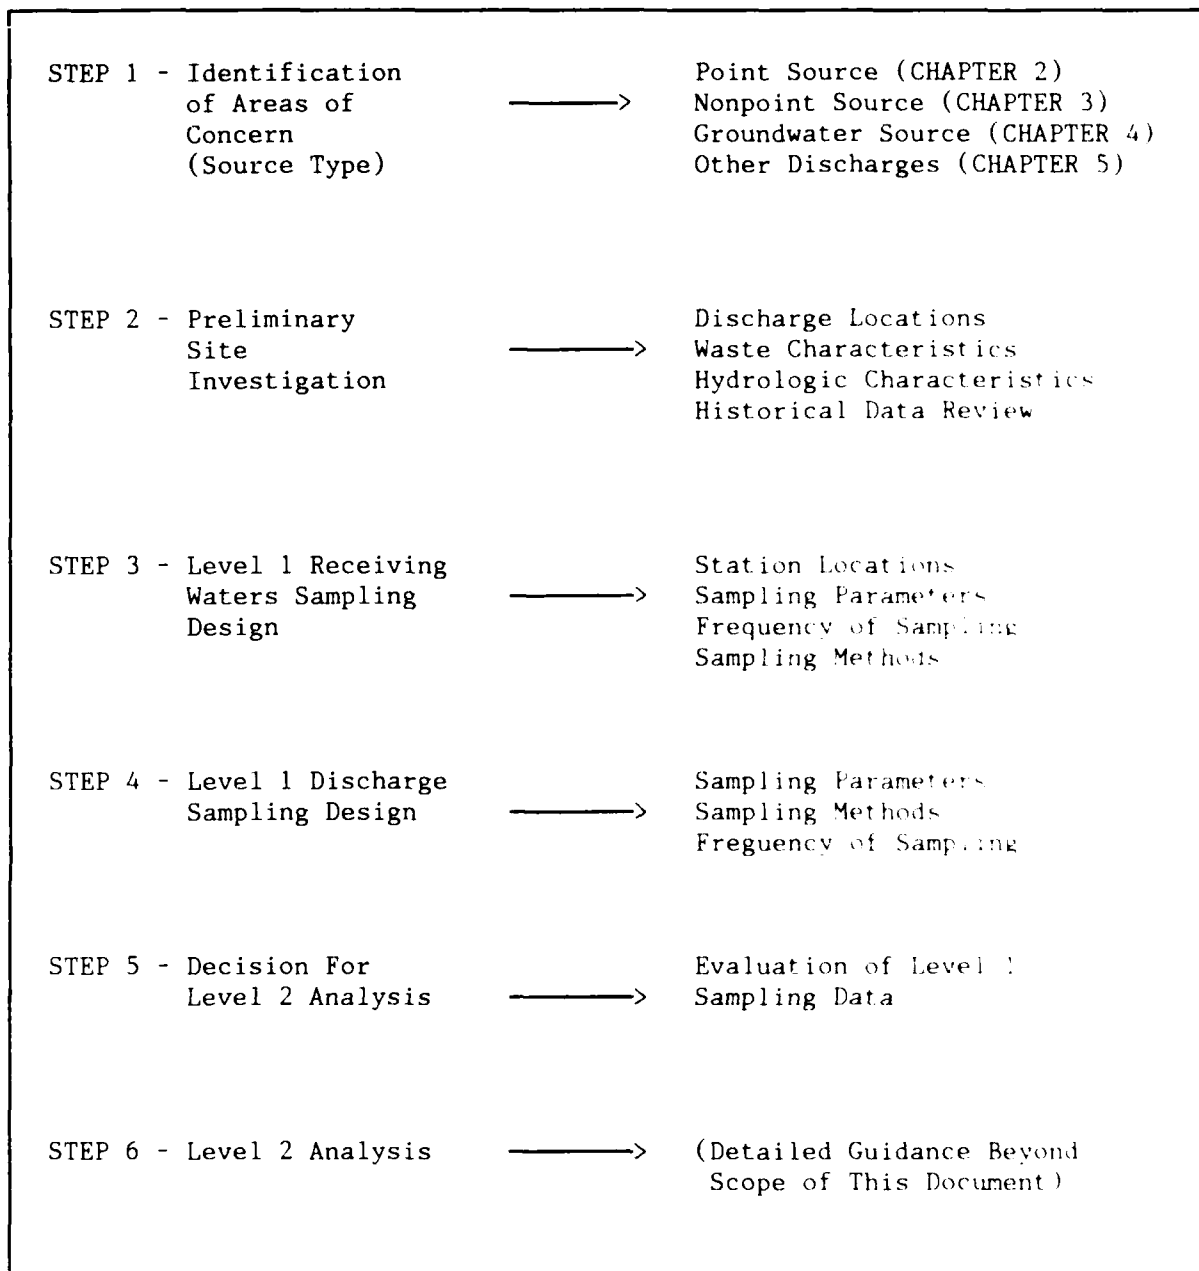 STEP 1 - Identification of Areas of Concern (Source Type) ———> Point Source (CHAPTER 2)
Nonpoint Source (CHAPTER 3)
Groundwater Source (CHAPTER 4)
Other Discharges (CHAPTER 5)
STEP 2 - Preliminary Site Investigation ———> Discharge Locations
Waste Characteristics
Hydrologic Characteristics
Historical Data Review
STEP 3 - Level 1 Receiving Waters Sampling Design ———> Station Locations
Sampling Parameters
Frequency of Sampling
Sampling Methods
STEP 4 - Level 1 Discharge Sampling Design ———> Sampling Parameters
Sampling Methods
Freguency of Sampling
STEP 5 - Decision For Level 2 Analysis ———> Evaluation of Level 1
Sampling Data
STEP 6 - Level 2 Analysis ———> (Detailed Guidance Beyond
Scope of This Document)